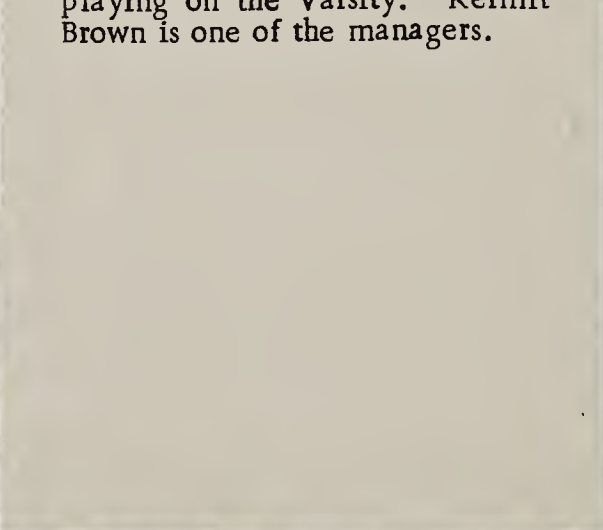 playing on the Varsity. Kermit
Brown is one of the managers.